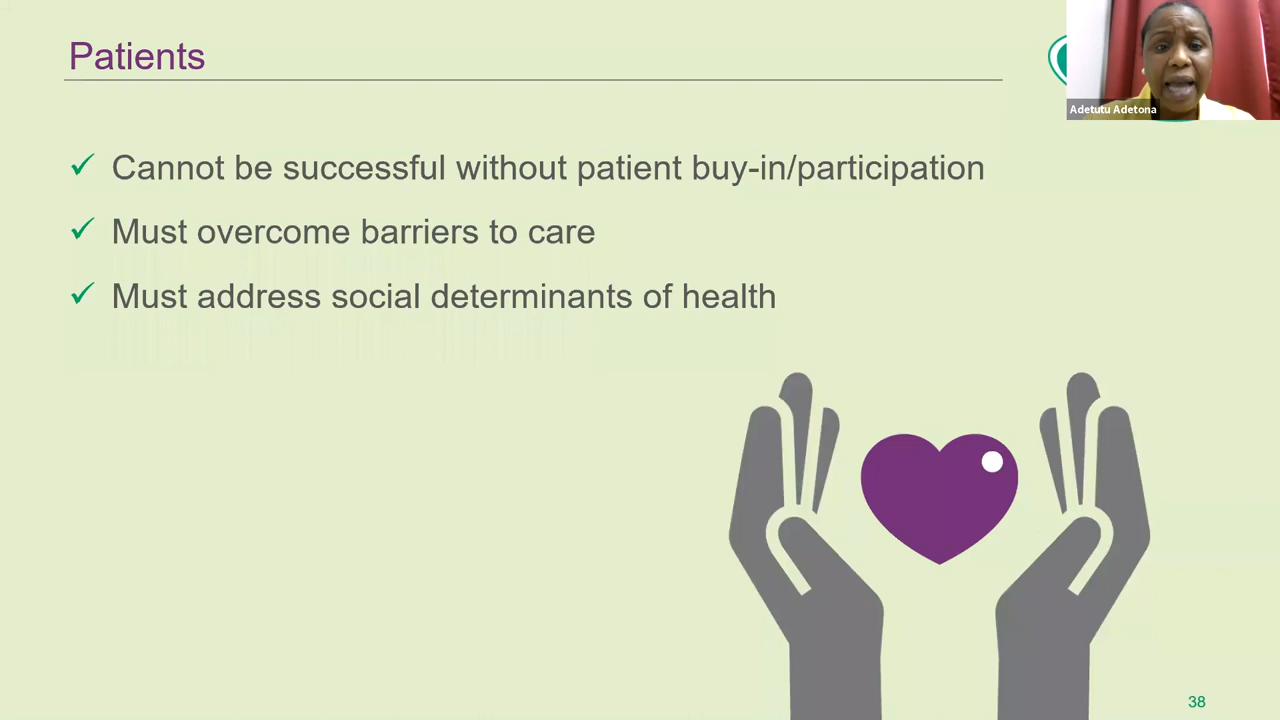 Patients
Adetutu Adetona
✓ Cannot be successful without patient buy-in/participation
✓ Must overcome barriers to care
✓ Must address social determinants of health
38